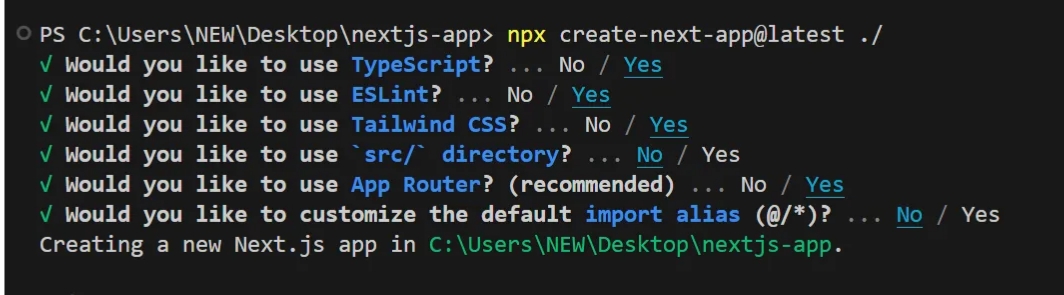 PS C:\Users\NEW\Desktop\nextjs-app> npx create-next-app@latest ./
√ Would you like to use TypeScript? ... No / Yes
√ Would you like to use ESLint? ... No / Yes
√ Would you like to use Tailwind CSS? ... No / Yes
√ Would you like to use `src/` directory? ... No / Yes
√ Would you like to use App Router? (recommended) ... No / Yes
√ Would you like to customize the default import alias (@/*)? ... No / Yes
Creating a new Next.js app in C:\Users\NEW\Desktop\nextjs-app.